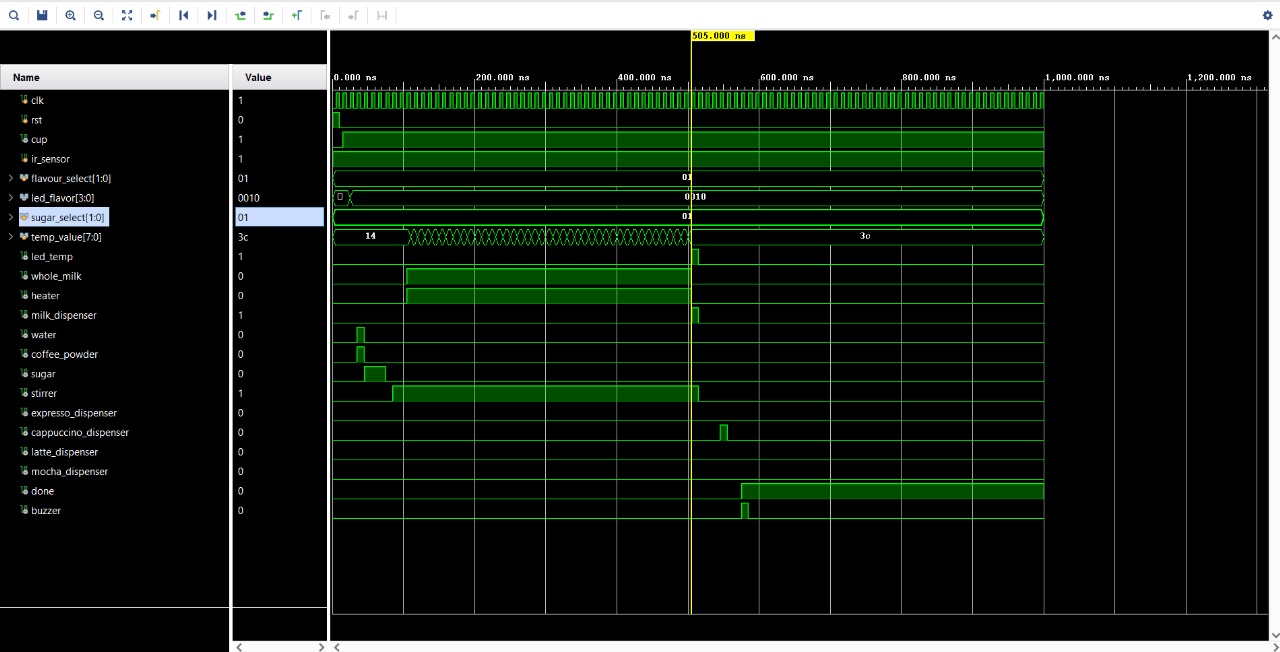 505.000 ns
Name Value
0.000 ns 200.000 ns 400.000 ns 600.000 ns 800.000 ns 1,000.000 ns 1,200.000 ns
clk 1
rst 0
cup 1
ir_sensor 1
flavour_select[1:0] 01 01
led_flavor[3:0] 0010 0010
sugar_select[1:0] 01 01
temp_value[7:0] 3c 14 3c
led_temp 1
whole_milk 0
heater 0
milk_dispenser 1
water 0
coffee_powder 0
sugar 0
stirrer 1
expresso_dispenser 0
cappuccino_dispenser 0
latte_dispenser 0
mocha_dispenser 0
done 0
buzzer 0